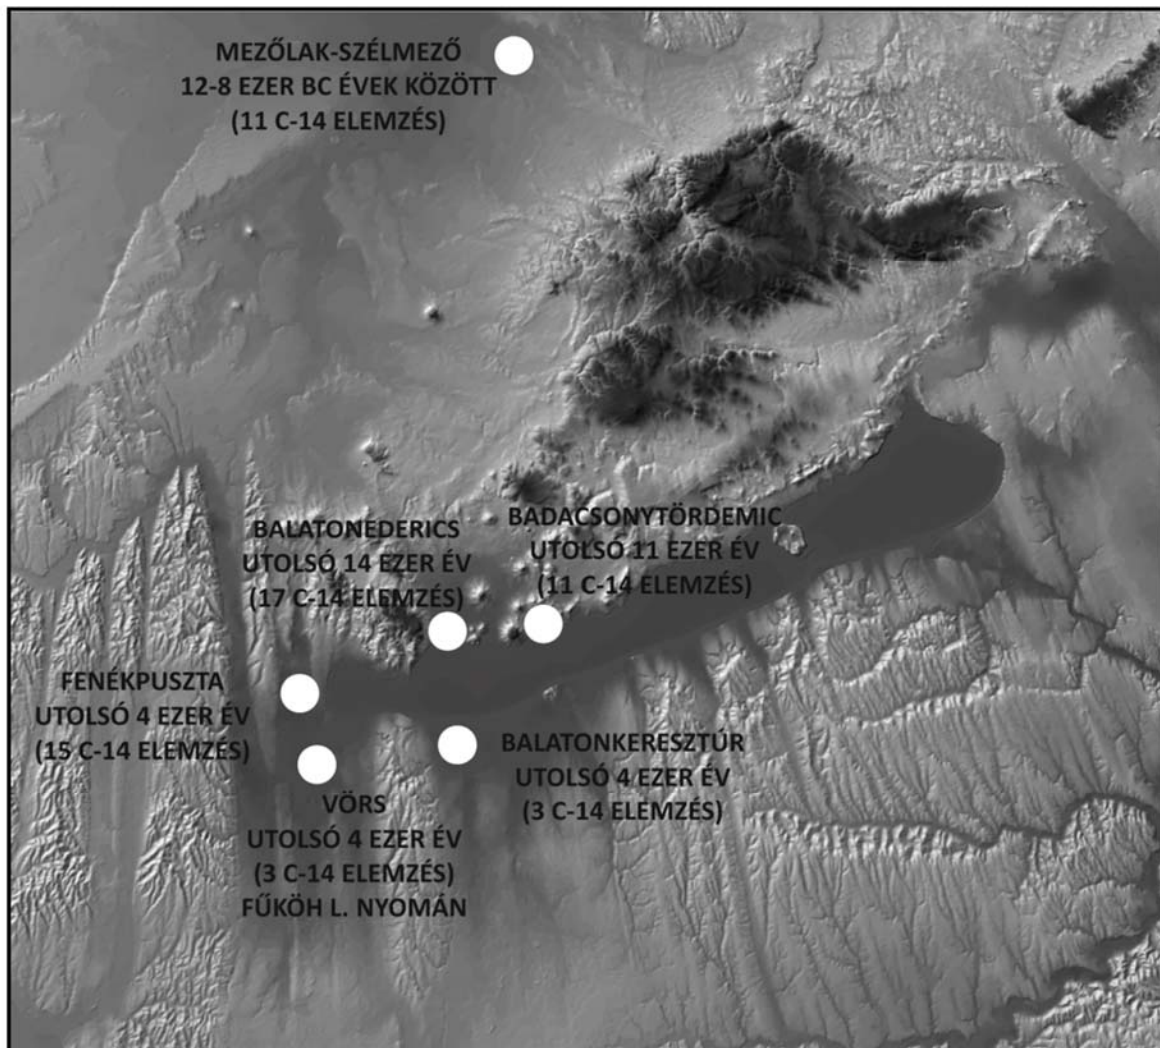 MEZŐLAK-SZÉLMEZŐ
12-8 EZER BC ÉVEK KÖZÖTT
(11 C-14 ELEMZÉS)
BALATONEDERICS
UTOLSÓ 14 EZER ÉV
(17 C-14 ELEMZÉS)
BADACSONYTÖRDEMIC
UTOLSÓ 11 EZER ÉV
(11 C-14 ELEMZÉS)
FENÉKPUSZTA
UTOLSÓ 4 EZER ÉV
(15 C-14 ELEMZÉS)
BALATONKERESZTÚR
UTOLSÓ 4 EZER ÉV
(3 C-14 ELEMZÉS)
VÖRS
UTOLSÓ 4 EZER ÉV
(3 C-14 ELEMZÉS)
FŰKÖH L. NYOMÁN